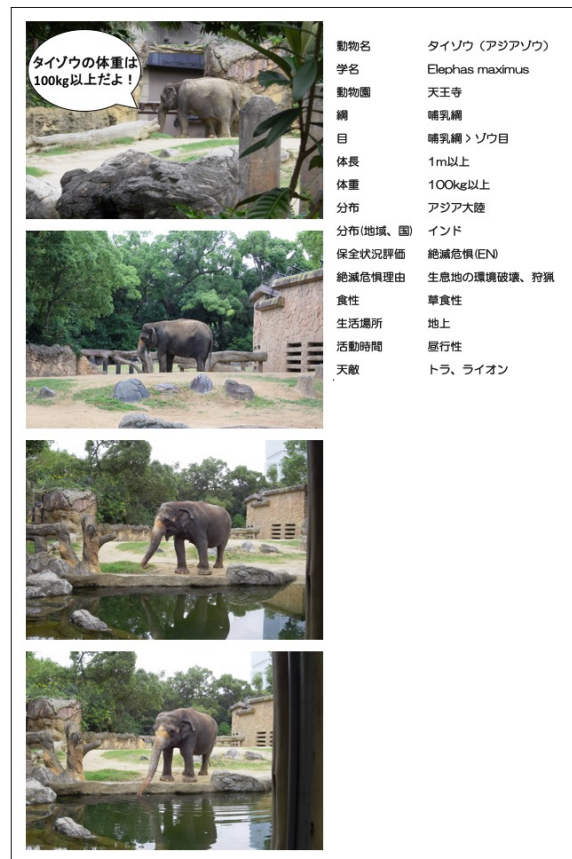 タイゾウの体重は
100kg以上だよ！
動物名 タイゾウ（アジアゾウ）
学名 Elephas maximus
動物園 天王寺
綱 哺乳綱
目 哺乳綱 > ゾウ目
体長 1m以上
体重 100kg以上
分布 アジア大陸
分布(地域、国) インド
保全状況評価 絶滅危惧(EN)
絶滅危惧理由 生息地の環境破壊、狩猟
食性 草食性
生活場所 地上
活動時間 昼行性
天敵 トラ、ライオン